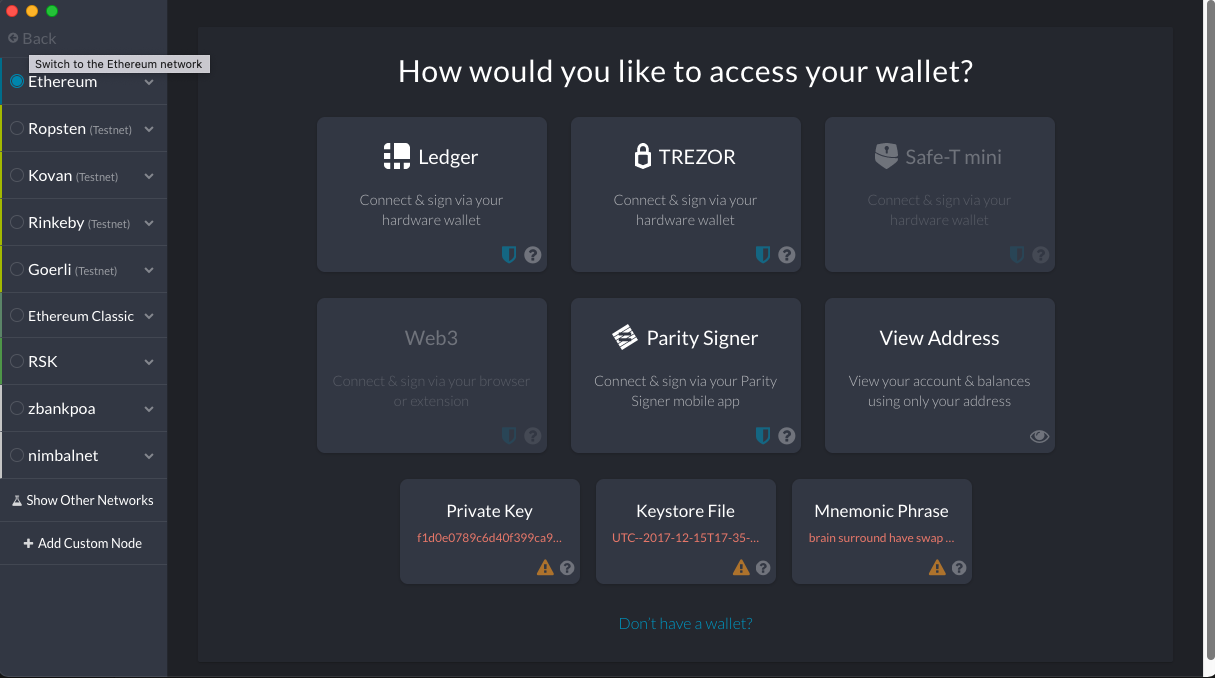 Back
Switch to the Ethereum network
Ethereum
Ropsten (Testnet)
Kovan (Testnet)
Rinkeby (Testnet)
Goerli (Testnet)
Ethereum Classic
RSK
zbankpoa
nimbalnet
Show Other Networks
Add Custom Node
How would you like to access your wallet?
Ledger
Connect & sign via your
hardware wallet
TREZOR
Connect & sign via your
hardware wallet
Safe-T mini
Connect & sign via your
hardware wallet
Web3
Connect & sign via your browser
or extension
Parity Signer
Connect & sign via your Parity
Signer mobile app
View Address
View your account & balances
using only your address
Private Key
f1d0e0789c6d40f399ca9...
Keystore File
UTC--2017-12-15T17-35-...
Mnemonic Phrase
brain surround have swap ...
Don't have a wallet?